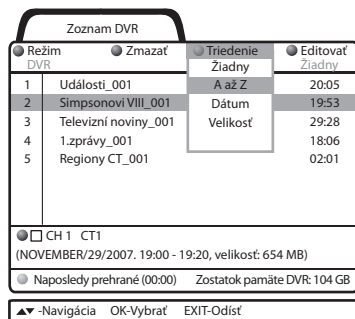 Zoznam DVR
Režim Zmazať Triedenie Editovať
DVR Žiadny Žiadny
1 Události_001 A až Z 20:05
2 Simpsonovi VIII_001 Dátum 19:53
3 Televizní noviny_001 Velikosť 29:28
4 1.zprávy_001 18:06
5 Regiony CT_001 02:01
CH 1 CT1
(NOVEMBER/29/2007. 19:00 - 19:20, velikosť: 654 MB)
Naposledy prehrané (00:00) Zostatok pamäte DVR: 104 GB
▲▼ -Navigácia OK-Vybrať EXIT-Odísť